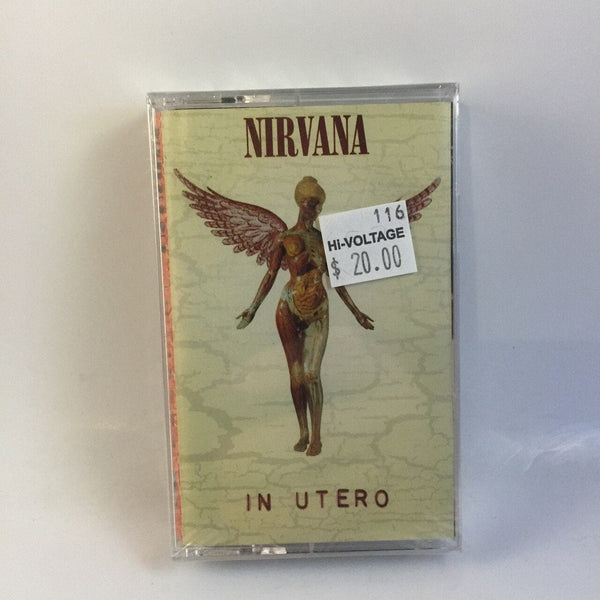 NIRVANA
116
HI-VOLTAGE
$ 20.00
IN UTERO